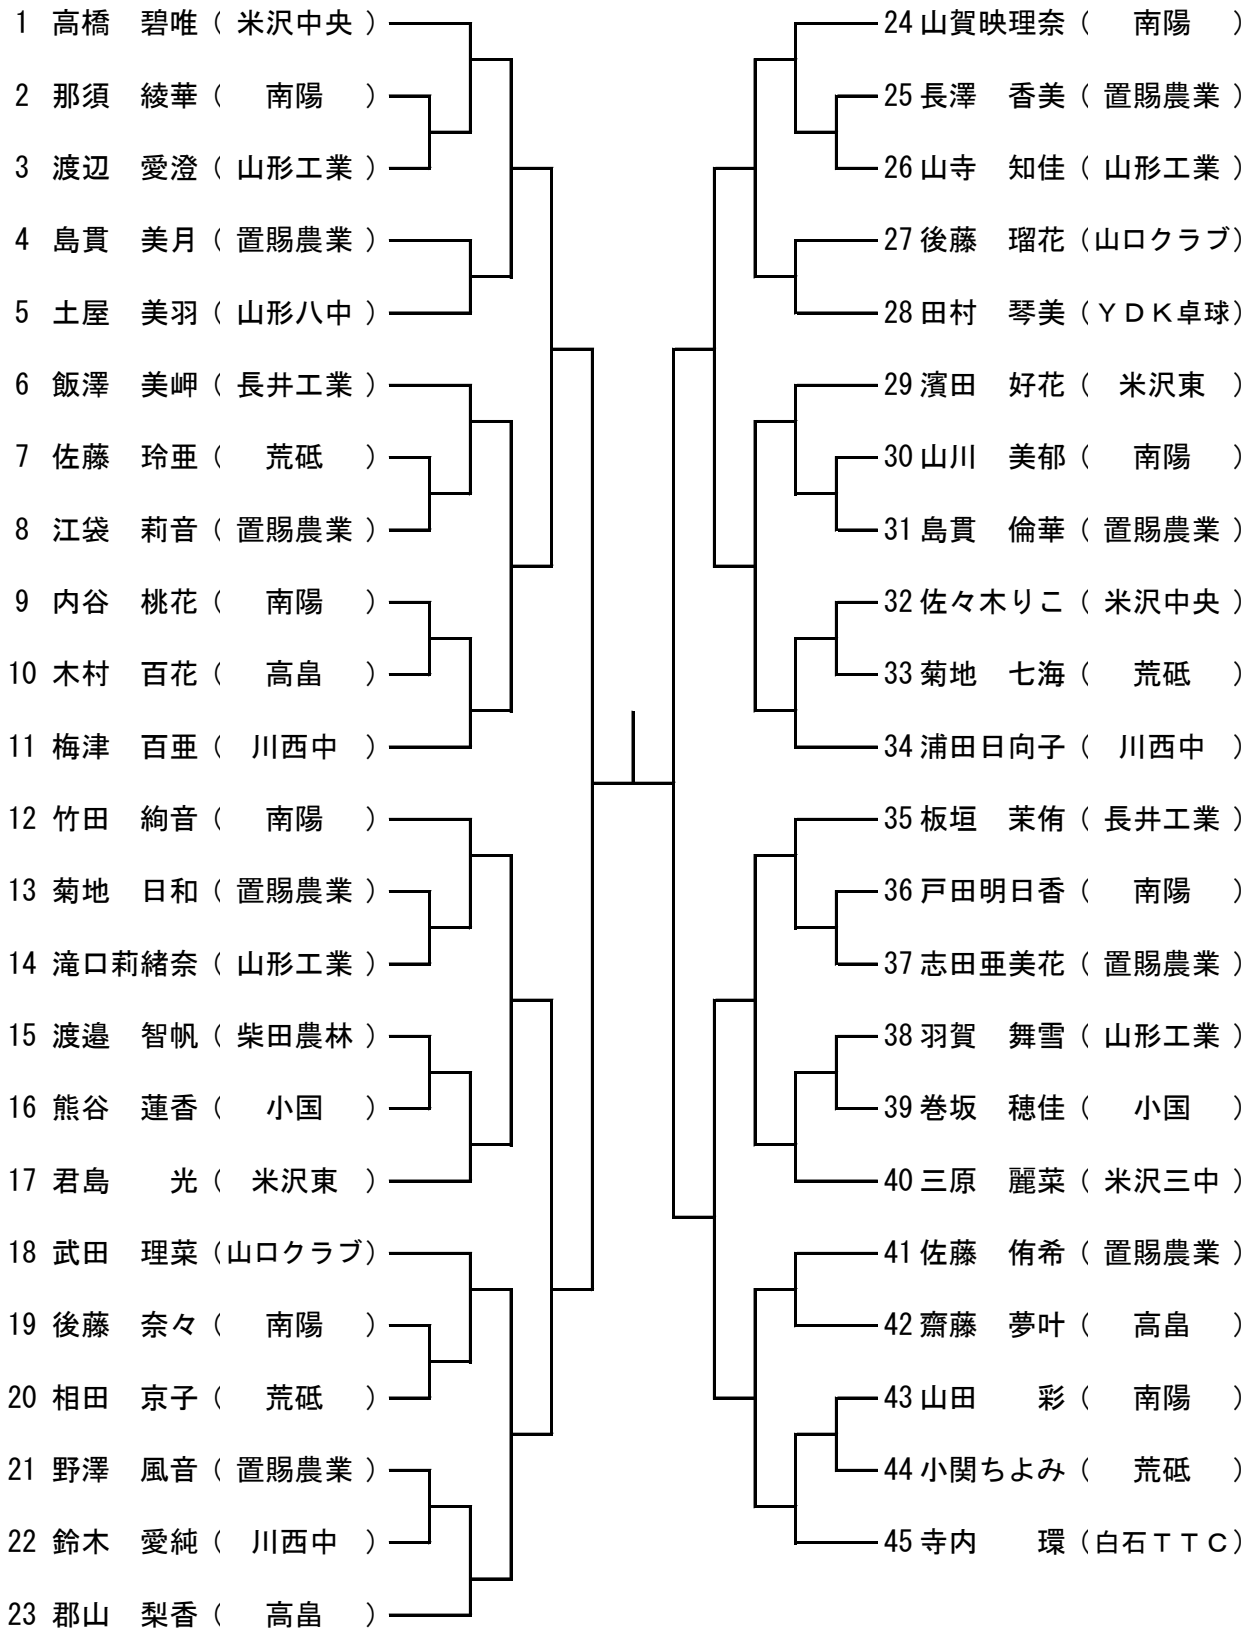 1 高橋　碧唯（ 米沢中央 ）
2 那須　綾華（　南陽　）
3 渡辺　愛澄（ 山形工業 ）
4 島貫　美月（ 置賜農業 ）
5 土屋　美羽（ 山形八中 ）
6 飯澤　美岬（ 長井工業 ）
7 佐藤　玲亜（　荒砥　）
8 江袋　莉音（ 置賜農業 ）
9 内谷　桃花（　南陽　）
10 木村　百花（　高畠　）
11 梅津　百亜（　川西中　）
12 竹田　絢音（　南陽　）
13 菊地　日和（ 置賜農業 ）
14 滝口莉緒奈（ 山形工業 ）
15 渡邉　智帆（ 柴田農林 ）
16 熊谷　蓮香（　小国　）
17 君島　　光（　米沢東　）
18 武田　理菜（山口クラブ）
19 後藤　奈々（　南陽　）
20 相田　京子（　荒砥　）
21 野澤　風音（ 置賜農業 ）
22 鈴木　愛純（　川西中　）
23 郡山　梨香（　高畠　）
24 山賀映理奈（　南陽　）
25 長澤　香美（ 置賜農業 ）
26 山寺　知佳（ 山形工業 ）
27 後藤　瑠花（山口クラブ）
28 田村　琴美（ＹＤＫ卓球）
29 濱田　好花（　米沢東　）
30 山川　美郁（　南陽　）
31 島貫　倫華（ 置賜農業 ）
32 佐々木りこ（ 米沢中央 ）
33 菊地　七海（　荒砥　）
34 浦田日向子（　川西中　）
35 板垣　茉侑（ 長井工業 ）
36 戸田明日香（　南陽　）
37 志田亜美花（ 置賜農業 ）
38 羽賀　舞雪（ 山形工業 ）
39 巻坂　穂佳（　小国　）
40 三原　麗菜（ 米沢三中 ）
41 佐藤　侑希（ 置賜農業 ）
42 齋藤　夢叶（　高畠　）
43 山田　　彩（　南陽　）
44 小関ちよみ（　荒砥　）
45 寺内　　環（白石ＴＴＣ）